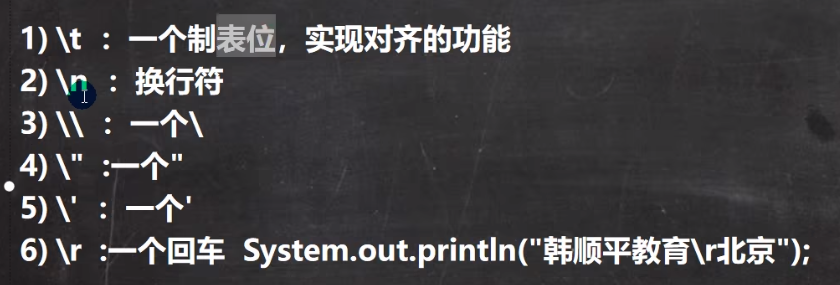 1) \t : 一个制表位，实现对齐的功能
2) \n : 换行符
3) \\ : 一个\
4) \" :一个"
5) \' : 一个'
6) \r :一个回车 System.out.println("韩顺平教育\r北京");